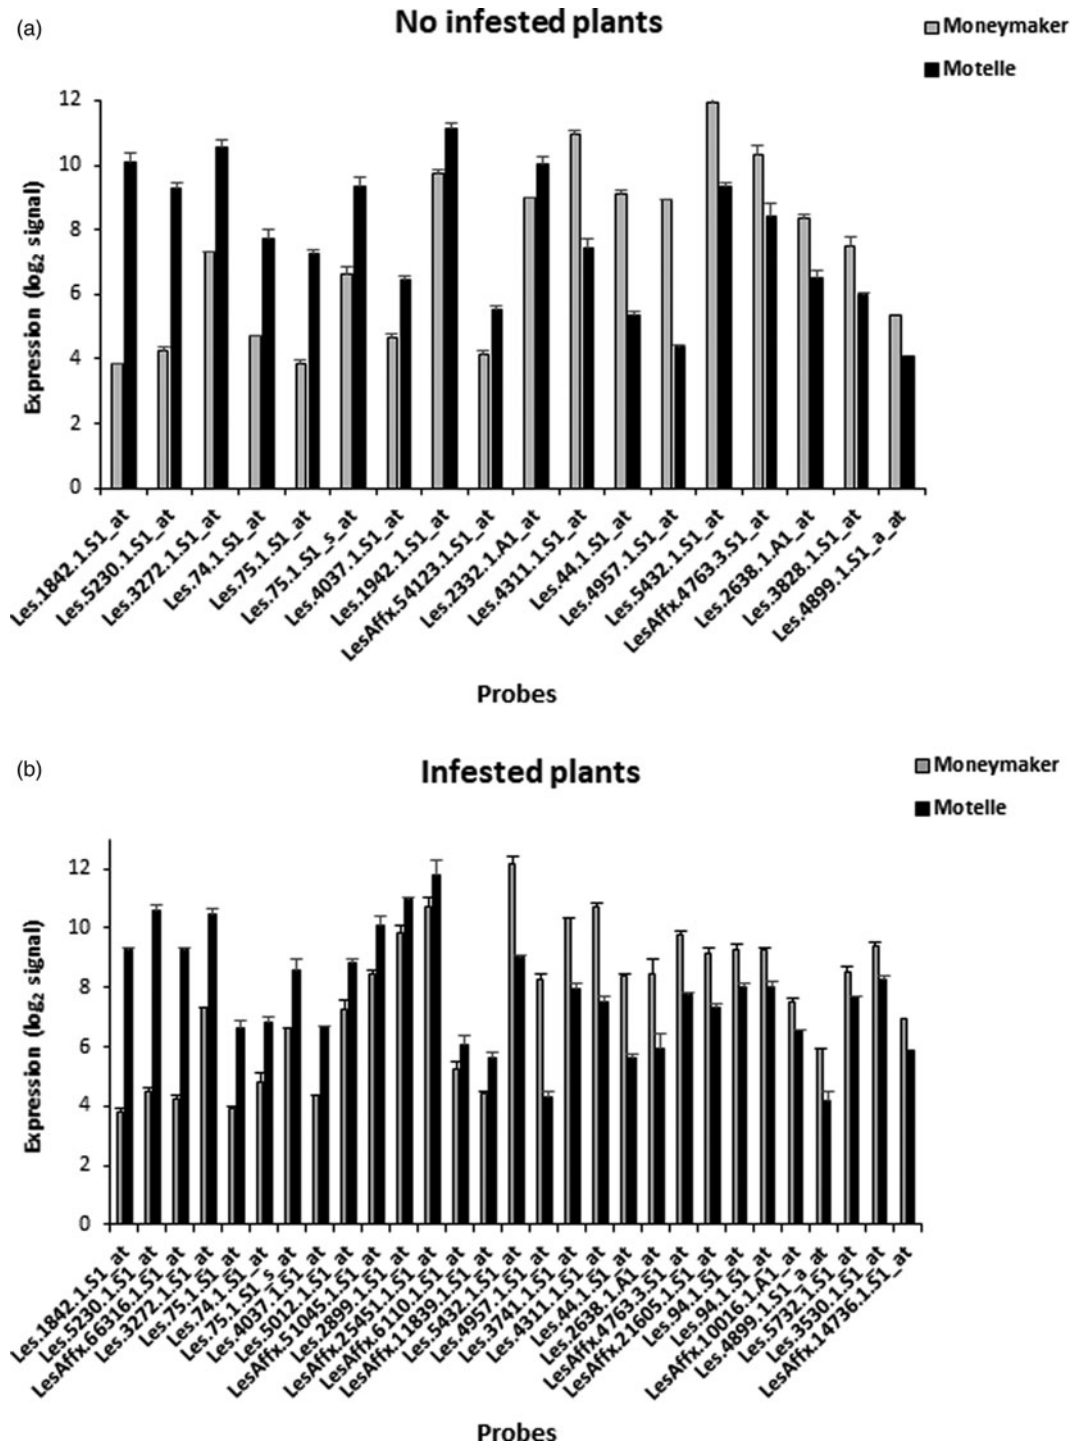 (a)
No infested plants
Moneymaker
Motelle
Expression (log2 signal)
12
10
8
6
4
2
0
Les.1842.1.S1_at
Les.5230.1.S1_at
Les.3272.1.S1_at
Les.74.1.S1_at
Les.75.1.S1_at
Les.75.1.S1_s_at
Les.4037.1.S1_at
Les.1942.1.S1_at
LesAffx.54123.1.S1_at
Les.2332.1.A1_at
Les.4311.1.S1_at
Les.44.1.S1_at
Les.4957.1.S1_at
Les.5432.1.S1_at
LesAffx.4763.3.S1_at
Les.2638.1.A1_at
Les.3828.1.S1_at
Les.4899.1.S1_a_at
Probes
(b)
Infested plants
Moneymaker
Motelle
Expression (log2 signal)
12
10
8
6
4
2
0
Les.1842.1.S1_at
Les.5230.1.S1_at
LesAffx.66316.1.S1_at
Les.3272.1.S1_at
Les.75.1.S1_at
Les.74.1.S1_at
Les.75.1.S1_s_at
Les.4037.1.S1_at
Les.5012.1.S1_at
LesAffx.51045.1.S1_at
Les.2899.1.S1_at
LesAffx.25451.1.S1_at
LesAffx.61101.1.S1_at
LesAffx.11839.1.S1_at
Les.5432.1.S1_at
Les.4957.1.S1_at
Les.3741.1.S1_at
Les.4311.1.S1_at
Les.44.1.S1_at
Les.2638.1.A1_at
LesAffx.4763.3.S1_at
LesAffx.21605.1.S1_at
Les.94.1.S1_at
Les.94.1.S1_at
LesAffx.10016.1.A1_at
Les.4899.1.S1_a_at
Les.5732.1.S1_at
Les.3530.1.S1_at
LesAffx.14736.1.S1_at
Probes